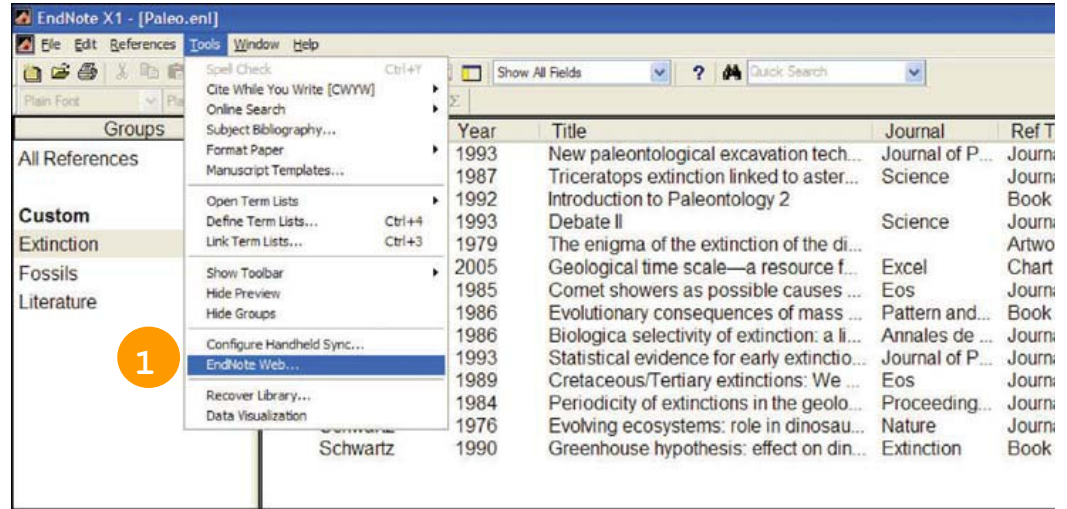 EndNote X1 - [Paleo.enl]
File Edit References Tools Window Help
Spell Check Ctrl+Y Show All Fields ? Quick Search
Plain Font Pla Cite While You Write [CWYW] Σ
Online Search
Groups Subject Bibliography... Year Title Journal Ref T
All References Format Paper 1993 New paleontological excavation tech... Journal of P... Journa
Manuscript Templates... 1987 Triceratops extinction linked to aster... Science Journa
1992 Introduction to Paleontology 2 Book
Custom Open Term Lists 1993 Debate II Science Journa
Define Term Lists... Ctrl+4
Extinction Link Term Lists... Ctrl+3 1979 The enigma of the extinction of the di... Artwo
Fossils Show Toolbar 2005 Geological time scale—a resource f... Excel Chart
Hide Preview 1985 Comet showers as possible causes ... Eos Journa
Literature Hide Groups 1986 Evolutionary consequences of mass ... Pattern and... Book
Configure Handheld Sync... 1986 Biologica selectivity of extinction: a li... Annales de ... Journa
1 EndNote Web... 1993 Statistical evidence for early extinctio... Journal of P... Journa
1989 Cretaceous/Tertiary extinctions: We ... Eos Journa
Recover Library... 1984 Periodicity of extinctions in the geolo... Proceeding... Journa
Data Visualization 1976 Evolving ecosystems: role in dinosau... Nature Journa
Schwartz 1990 Greenhouse hypothesis: effect on din... Extinction Book